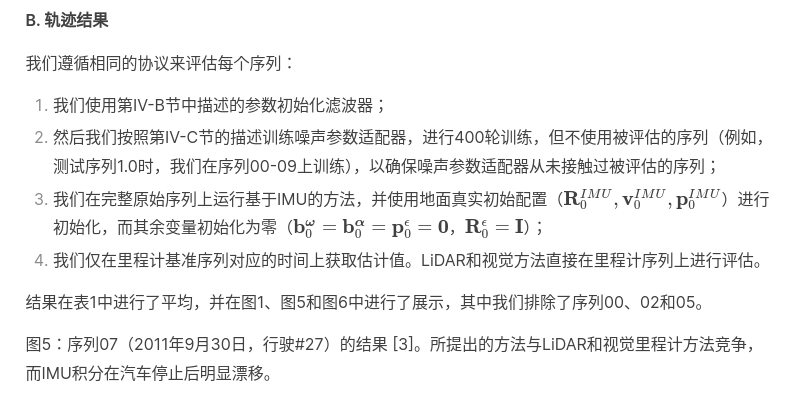 B. 轨迹结果
我们遵循相同的协议来评估每个序列：
1. 我们使用第IV-B节中描述的参数初始化滤波器；
2. 然后我们按照第IV-C节的描述训练噪声参数适配器，进行400轮训练，但不使用被评估的序列（例如，
测试序列1.0时，我们在序列00-09上训练），以确保噪声参数适配器从未接触过被评估的序列；
3. 我们在完整原始序列上运行基于IMU的方法，并使用地面真实初始配置（$\mathbf{R}_0^{IMU}, \mathbf{v}_0^{IMU}, \mathbf{p}_0^{IMU}$）进行
初始化，而其余变量初始化为零（$\mathbf{b}_0^{\boldsymbol{\omega}} = \mathbf{b}_0^{\boldsymbol{\alpha}} = \mathbf{p}_0^{\epsilon} = \mathbf{0}$，$\mathbf{R}_0^{\epsilon} = \mathbf{I}$）；
4. 我们仅在里程计基准序列对应的时间上获取估计值。LiDAR和视觉方法直接在里程计序列上进行评估。
结果在表1中进行了平均，并在图1、图5和图6中进行了展示，其中我们排除了序列00、02和05。
图5：序列07（2011年9月30日，行驶#27）的结果 [3]。所提出的方法与LiDAR和视觉里程计方法竞争，
而IMU积分在汽车停止后明显漂移。